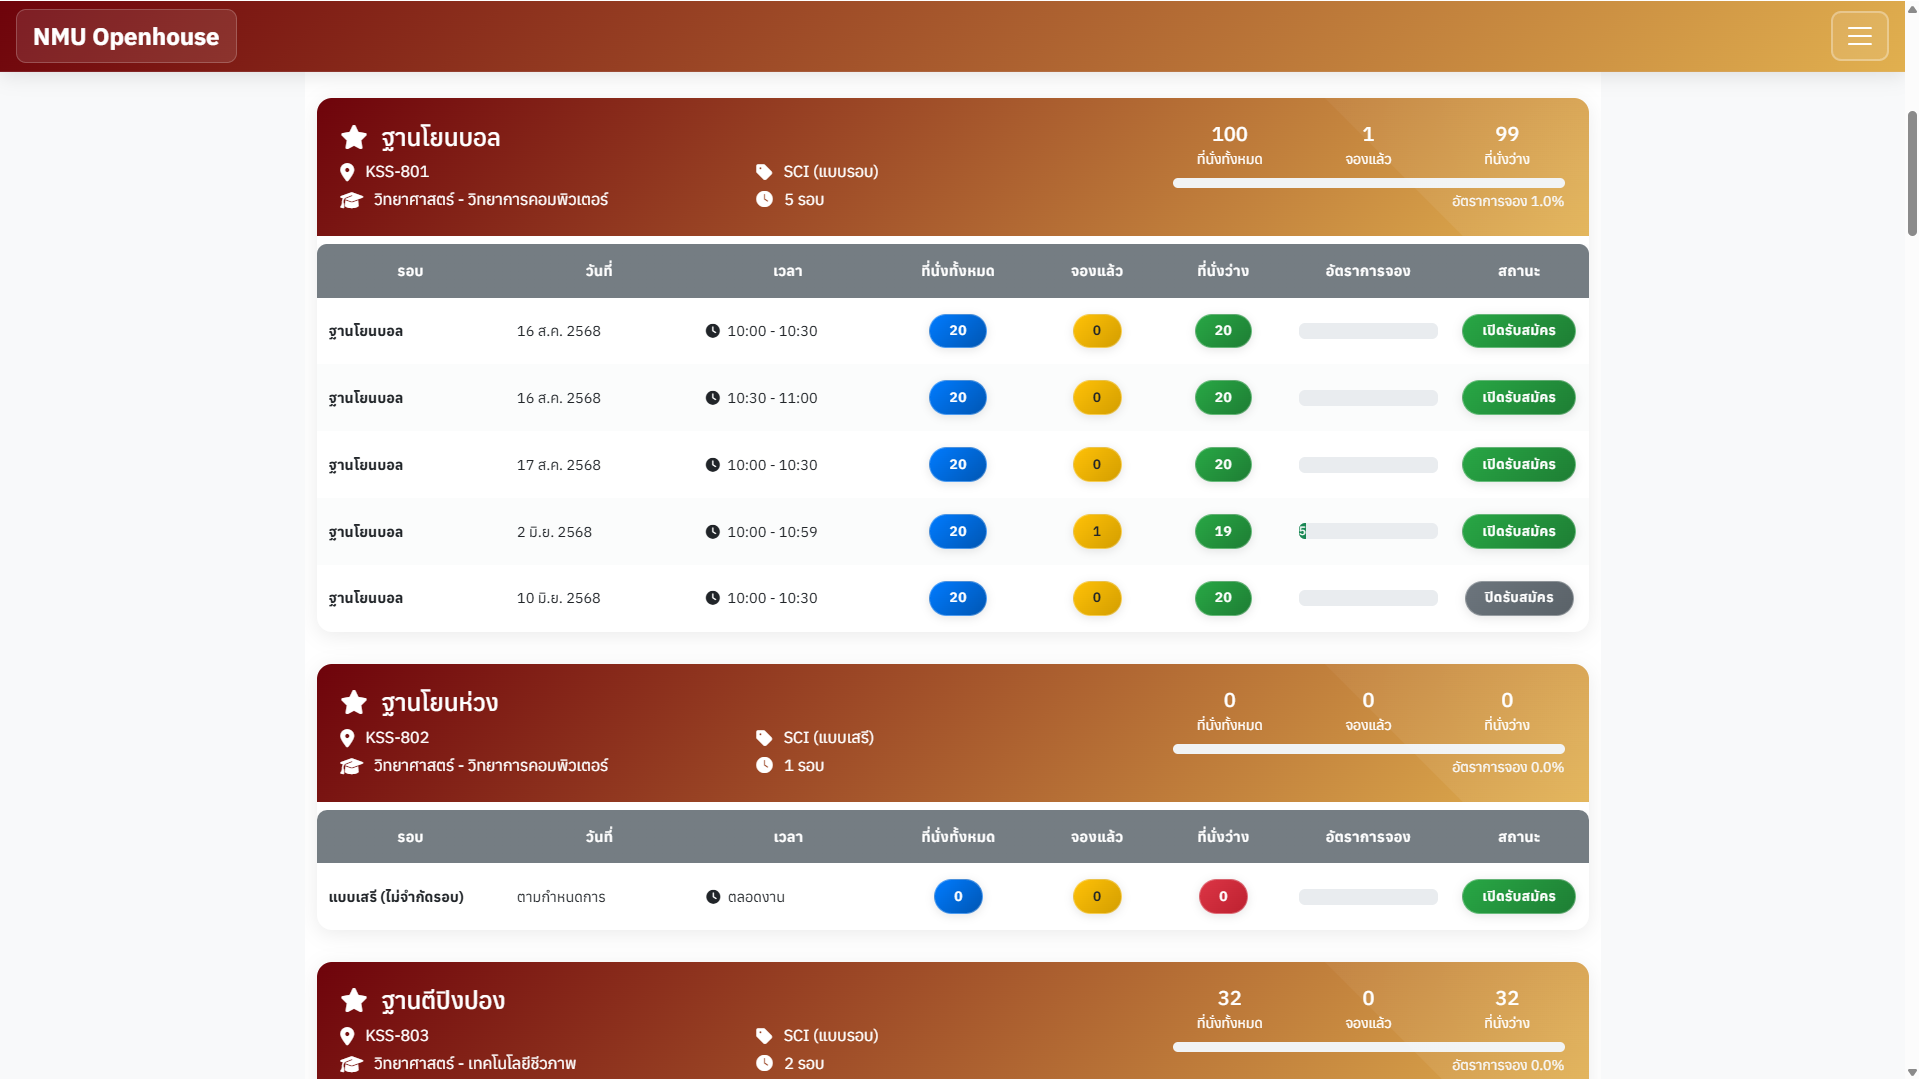 NMU Openhouse
ฐานโยนบอล
KSS-801
SCI (แบบรอบ)
วิทยาศาสตร์ - วิทยาการคอมพิวเตอร์
5 รอบ
100 1 99
ที่นั่งทั้งหมด จองแล้ว ที่นั่งว่าง
อัตราการจอง 1.0%
รอบ วันที่ เวลา ที่นั่งทั้งหมด จองแล้ว ที่นั่งว่าง อัตราการจอง สถานะ
ฐานโยนบอล 16 ส.ค. 2568 10:00 - 10:30 20 0 20 เปิดรับสมัคร
ฐานโยนบอล 16 ส.ค. 2568 10:30 - 11:00 20 0 20 เปิดรับสมัคร
ฐานโยนบอล 17 ส.ค. 2568 10:00 - 10:30 20 0 20 เปิดรับสมัคร
ฐานโยนบอล 2 มิ.ย. 2568 10:00 - 10:59 20 1 19 5 เปิดรับสมัคร
ฐานโยนบอล 10 มิ.ย. 2568 10:00 - 10:30 20 0 20 ปิดรับสมัคร
ฐานโยนห่วง
KSS-802
SCI (แบบเสรี)
วิทยาศาสตร์ - วิทยาการคอมพิวเตอร์
1 รอบ
0 0 0
ที่นั่งทั้งหมด จองแล้ว ที่นั่งว่าง
อัตราการจอง 0.0%
รอบ วันที่ เวลา ที่นั่งทั้งหมด จองแล้ว ที่นั่งว่าง อัตราการจอง สถานะ
แบบเสรี (ไม่จำกัดรอบ) ตามกำหนดการ ตลอดงาน 0 0 0 เปิดรับสมัคร
ฐานตีปิงปอง
KSS-803
SCI (แบบรอบ)
วิทยาศาสตร์ - เทคโนโลยีชีวภาพ
2 รอบ
32 0 32
ที่นั่งทั้งหมด จองแล้ว ที่นั่งว่าง
อัตราการจอง 0.0%